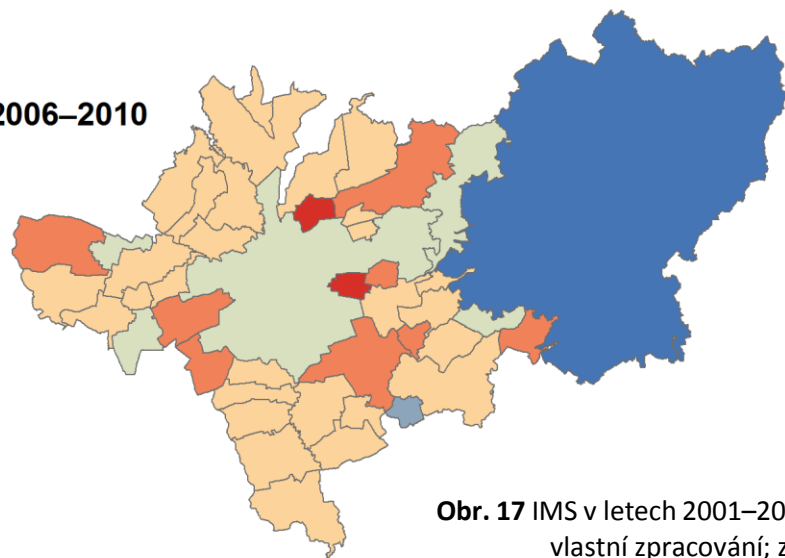 2006–2010
Obr. 17 IMS v letech 2001–20
vlastní zpracování; z